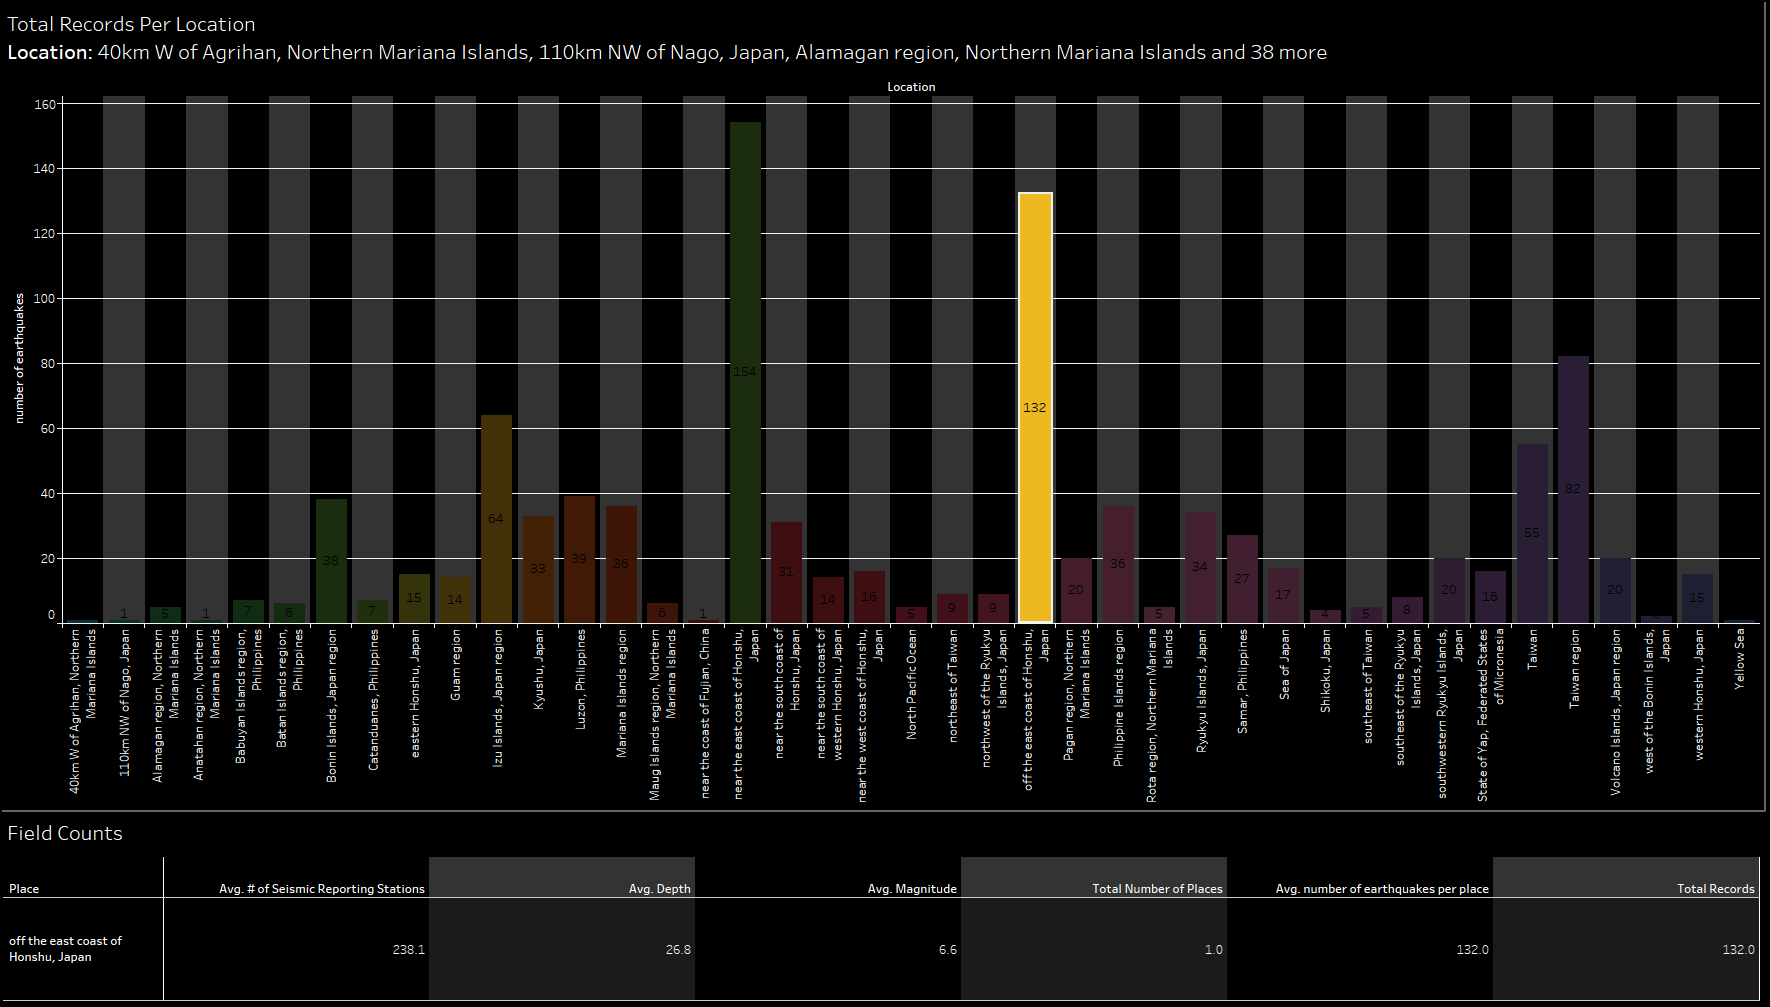 Total Records Per Location
Location: 40km W of Agrihan, Northern Mariana Islands, 110km NW of Nago, Japan, Alamagan region, Northern Mariana Islands and 38 more
Location
number of earthquakes
160
140
120
100
80
60
40
20
0
1
5
1
7
6
38
7
15
14
64
33
39
36
6
1
154
31
14
16
5
9
9
132
20
36
5
34
27
17
4
5
8
20
16
55
82
20
15
40km W of Agrihan, Northern
Mariana Islands
110km NW of Nago, Japan
Alamagan region, Northern
Mariana Islands
Anatahan region, Northern
Mariana Islands
Babuyan Islands region,
Philippines
Batan Islands region,
Philippines
Bonin Islands, Japan region
Catanduanes, Philippines
eastern Honshu, Japan
Guam region
Izu Islands, Japan region
Kyushu, Japan
Luzon, Philippines
Mariana Islands region
Maug Islands region, Northern
Mariana Islands
near the coast of Fujian, China
near the east coast of Honshu,
Japan
near the south coast of
Honshu, Japan
near the south coast of
western Honshu, Japan
near the west coast of Honshu,
Japan
North Pacific Ocean
northeast of Taiwan
northwest of the Ryukyu
Islands, Japan
off the east coast of Honshu,
Japan
Pagan region, Northern
Mariana Islands
Philippine Islands region
Rota region, Northern Mariana
Islands
Ryukyu Islands, Japan
Samar, Philippines
Sea of Japan
Shikoku, Japan
southeast of Taiwan
southeast of the Ryukyu
Islands, Japan
southwestern Ryukyu Islands,
Japan
State of Yap, Federated States
of Micronesia
Taiwan
Taiwan region
Volcano Islands, Japan region
west of the Bonin Islands,
Japan
western Honshu, Japan
Yellow Sea
Field Counts
Place Avg. # of Seismic Reporting Stations Avg. Depth Avg. Magnitude Total Number of Places Avg. number of earthquakes per place Total Records
off the east coast of
Honshu, Japan 238.1 26.8 6.6 1.0 132.0 132.0